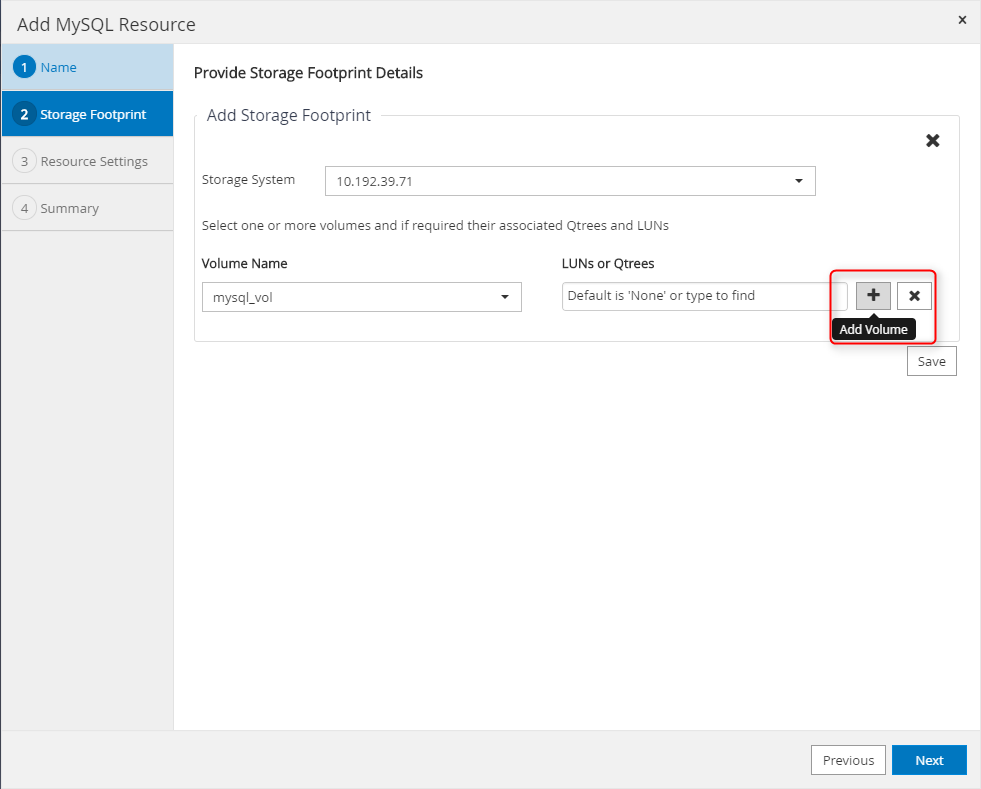 Add MySQL Resource
×
1 Name
2 Storage Footprint
3 Resource Settings
4 Summary
Provide Storage Footprint Details
Add Storage Footprint
Storage System
10.192.39.71
Select one or more volumes and if required their associated Qtrees and LUNs
Volume Name
LUNs or Qtrees
mysql_vol
Default is 'None' or type to find
Add Volume
Save
Previous
Next